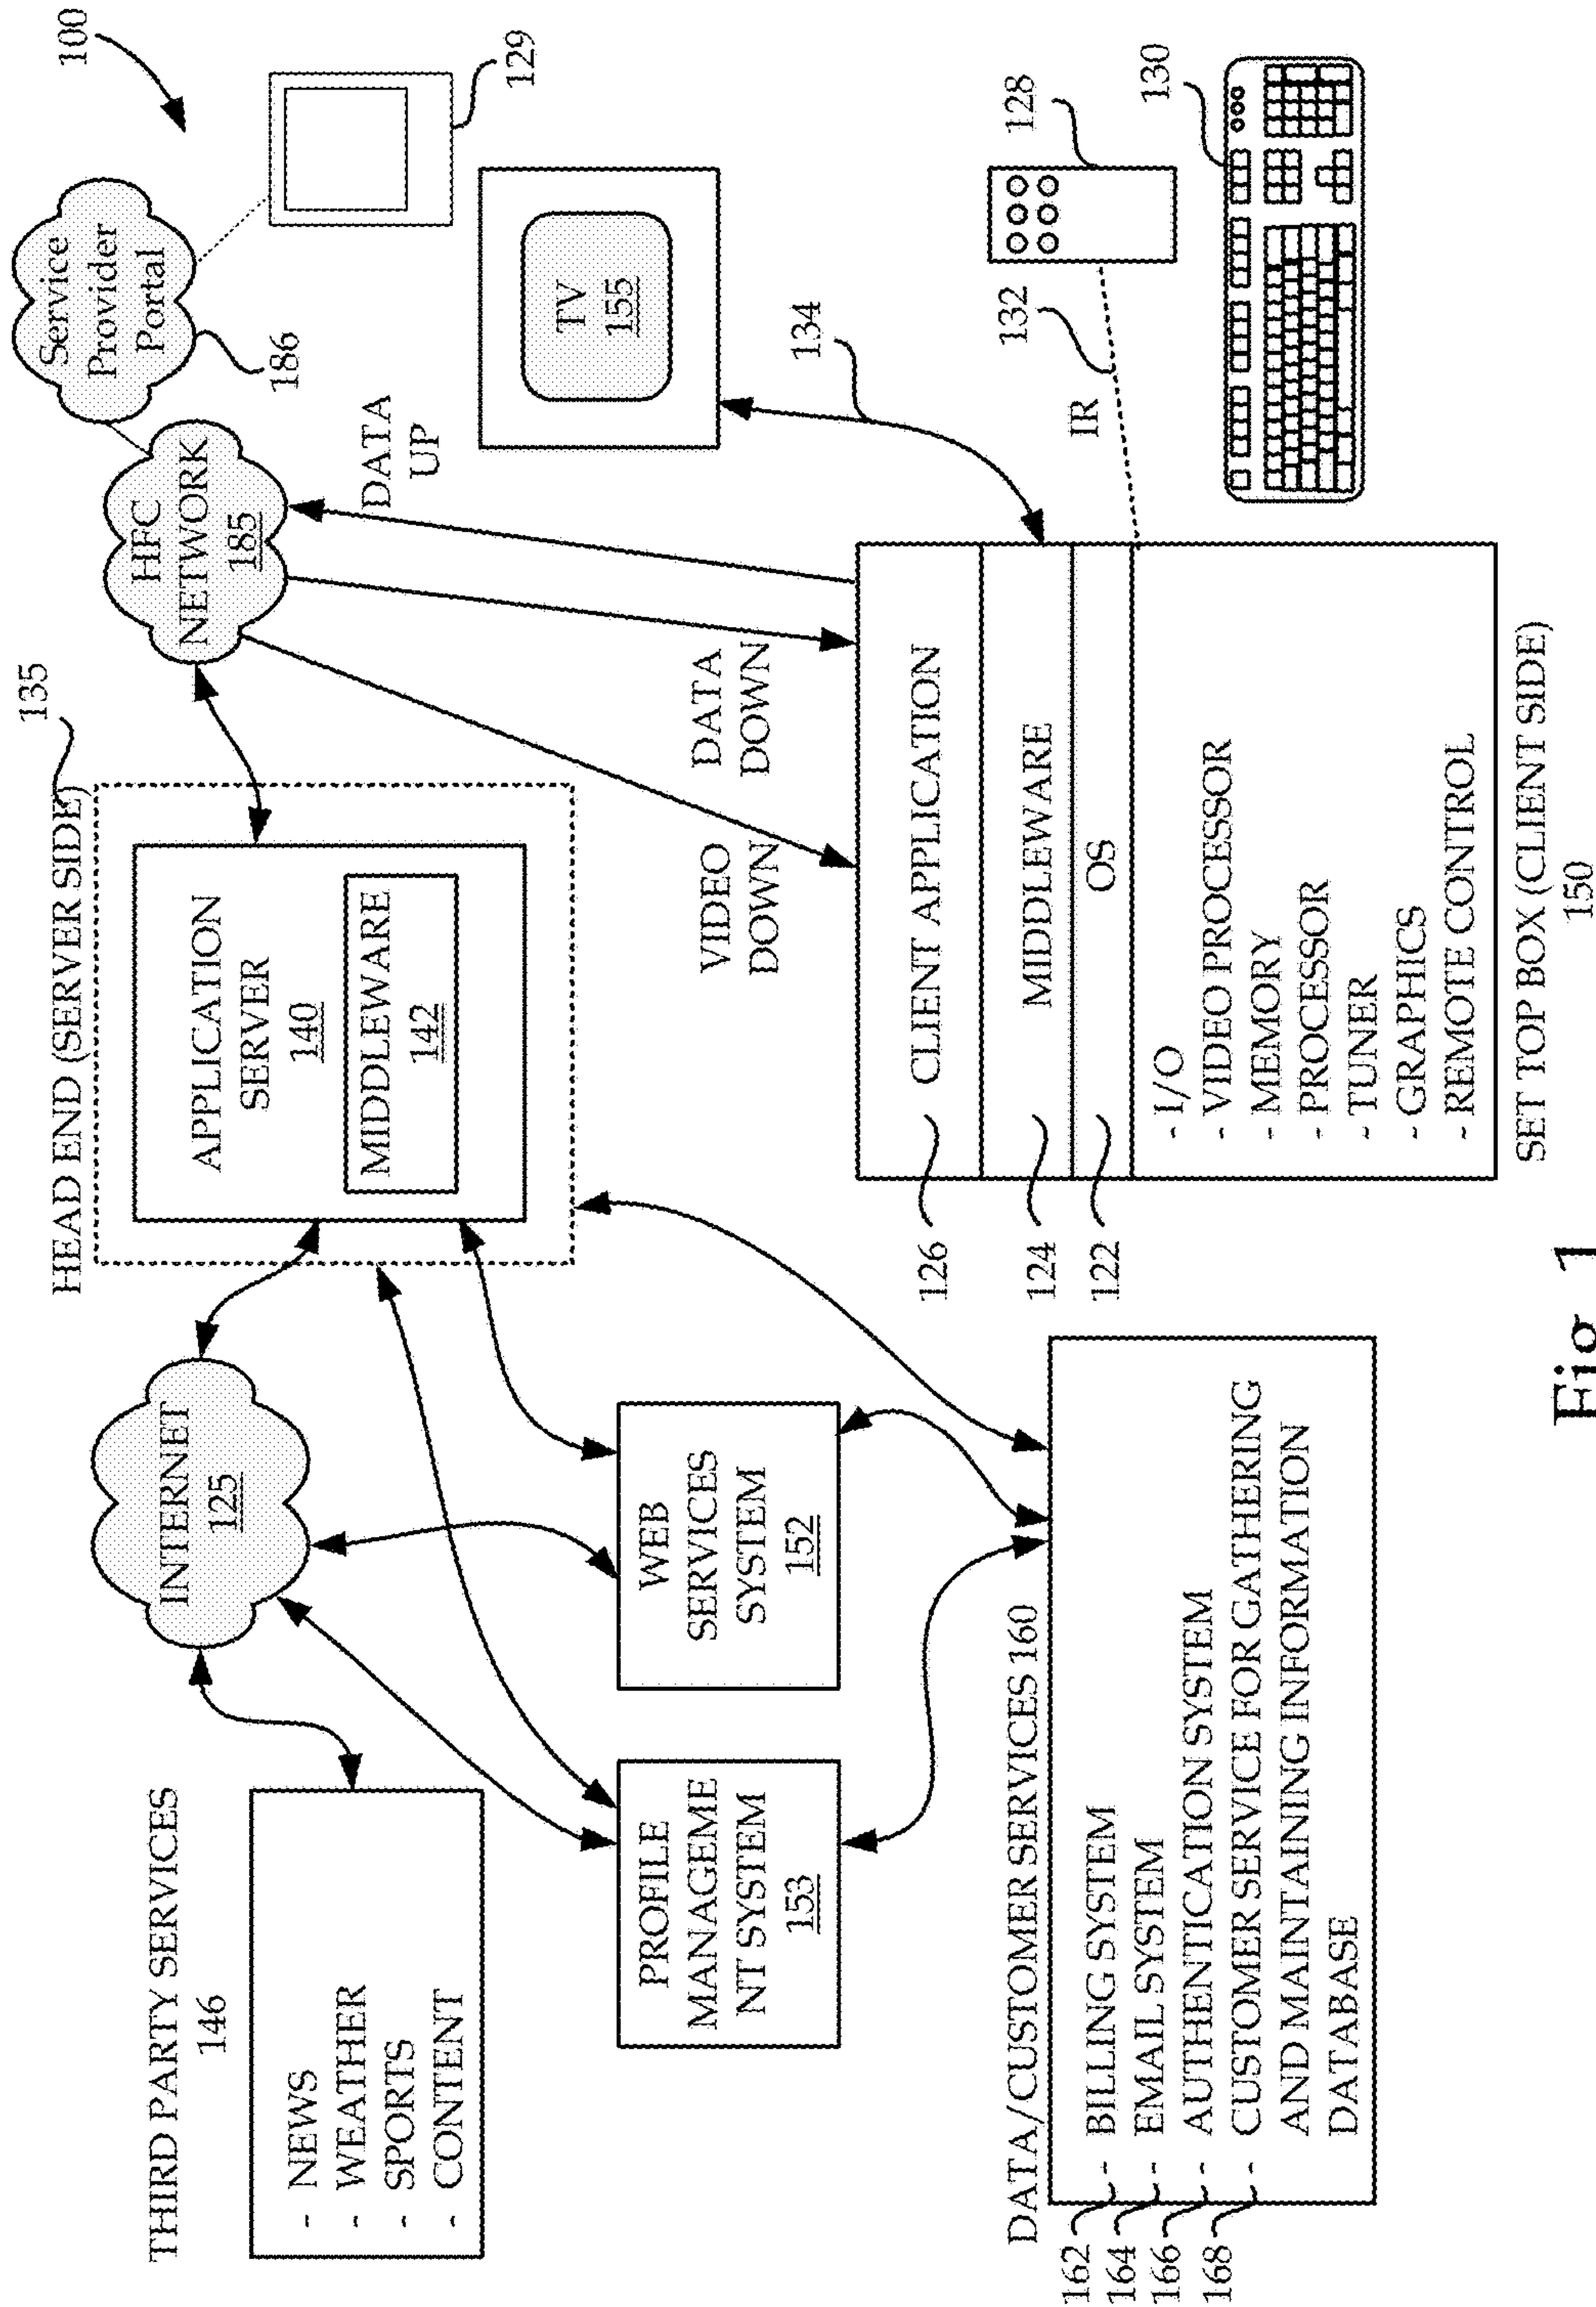 100
Service
Provider
Portal
186
129
HFC
NETWORK
185
DATA
UP
TV
155
134
128
132
IR
130
135
HEAD END (SERVER SIDE)
APPLICATION
SERVER
140
MIDDLEWARE
142
VIDEO
DOWN
DATA
DOWN
126
CLIENT APPLICATION
124
MIDDLEWARE
122
OS
- I/O
- VIDEO PROCESSOR
- MEMORY
- PROCESSOR
- TUNER
- GRAPHICS
- REMOTE CONTROL
SET TOP BOX (CLIENT SIDE)
150
INTERNET
125
THIRD PARTY SERVICES
146
- NEWS
- WEATHER
- SPORTS
- CONTENT
WEB
SERVICES
SYSTEM
152
PROFILE
MANAGEME
NT SYSTEM
153
DATA/CUSTOMER SERVICES 160
162 - BILLING SYSTEM
164 - EMAIL SYSTEM
166 - AUTHENTICATION SYSTEM
168 - CUSTOMER SERVICE FOR GATHERING
AND MAINTAINING INFORMATION
DATABASE
Fig. 1